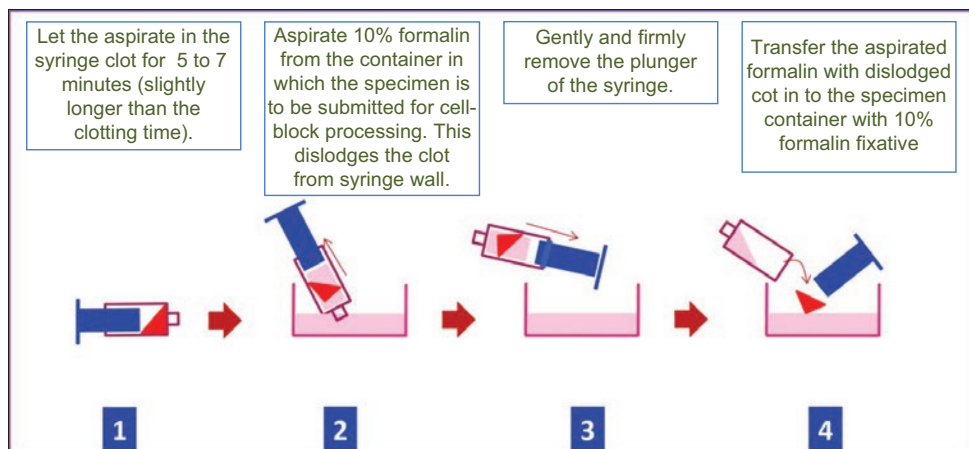 Let the aspirate in the
syringe clot for 5 to 7
minutes (slightly
longer than the
clotting time).
Aspirate 10% formalin
from the container in
which the specimen is
to be submitted for cell-
block processing. This
dislodges the clot
from syringe wall.
Gently and firmly
remove the plunger
of the syringe.
Transfer the aspirated
formalin with dislodged
cot in to the specimen
container with 10%
formalin fixative
1
2
3
4